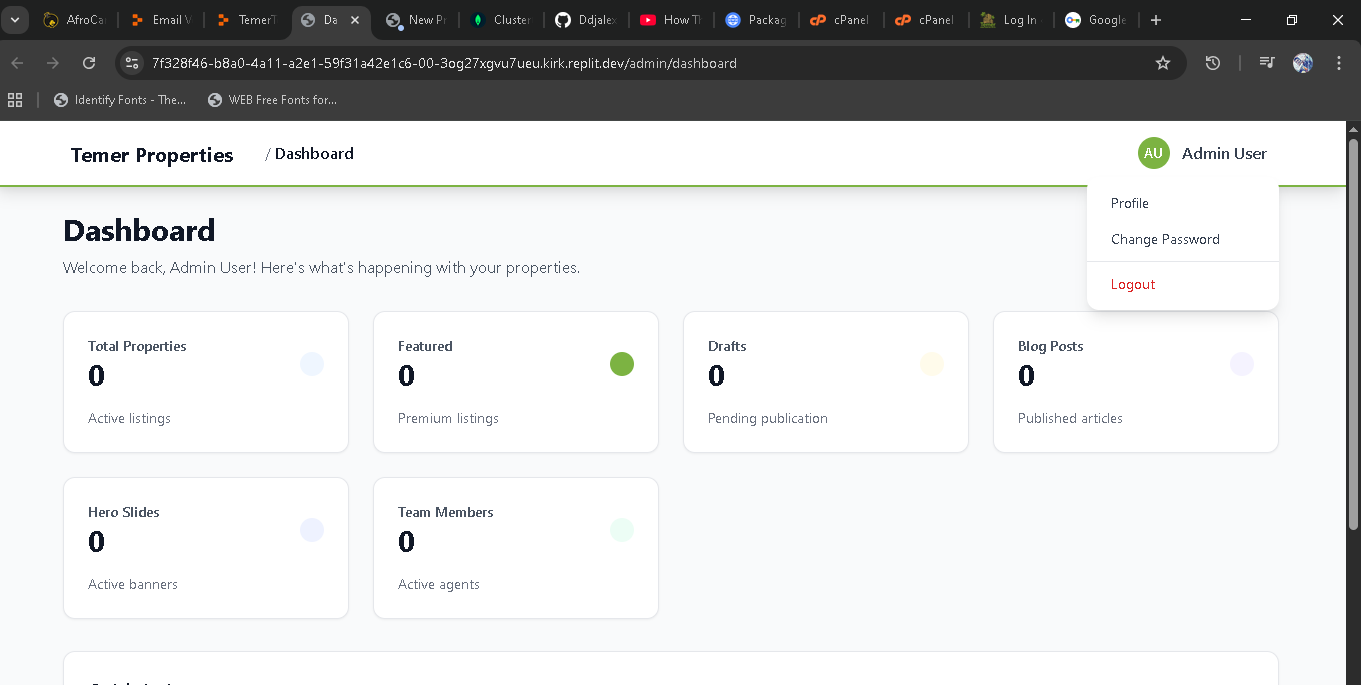 AfroCa
Email V
TemerT
Da
New Pr
Cluster
Ddjale
How T
Packag
cPanel
cPanel
Log In
Google
7f328f46-b8a0-4a11-a2e1-59f31a42e1c6-00-3og27xgvu7ueu.kirk.replit.dev/admin/dashboard
Identify Fonts - The...
WEB Free Fonts for...
Temer Properties
/ Dashboard
AU
Admin User
Profile
Change Password
Logout
Dashboard
Welcome back, Admin User! Here's what's happening with your properties.
Total Properties
0
Active listings
Featured
0
Premium listings
Drafts
0
Pending publication
Blog Posts
0
Published articles
Hero Slides
0
Active banners
Team Members
0
Active agents